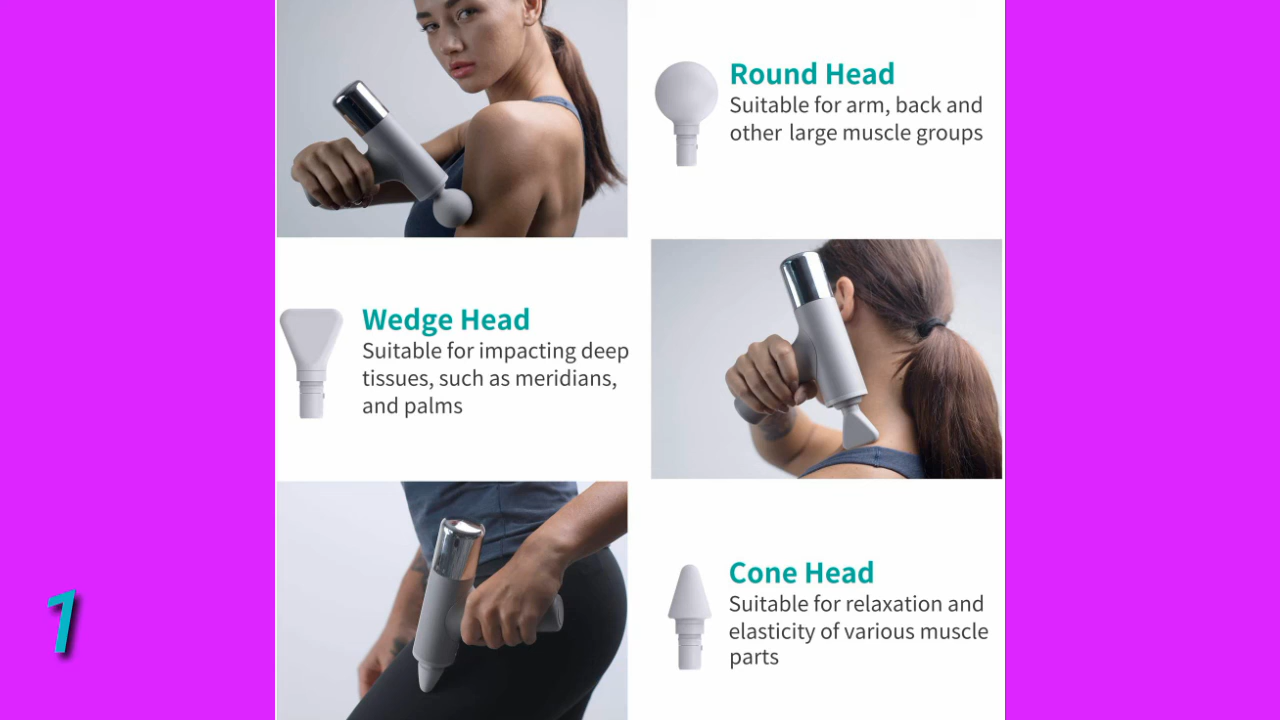 Round Head
Suitable for arm, back and
other large muscle groups
Wedge Head
Suitable for impacting deep
tissues, such as meridians,
and palms
Cone Head
Suitable for relaxation and
elasticity of various muscle
parts
1